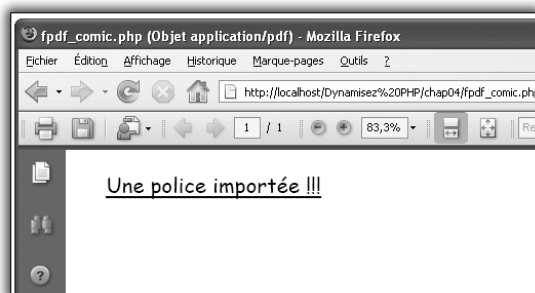 fpdf_comic.php (Objet application/pdf) - Mozilla Firefox
Fichier Édition Affichage Historique Marque-pages Outils ?
http://localhost/Dynamisez%20PHP/chap04/fpdf_comic.ph
1 / 1 83,3% Re
Une police importée !!!
?